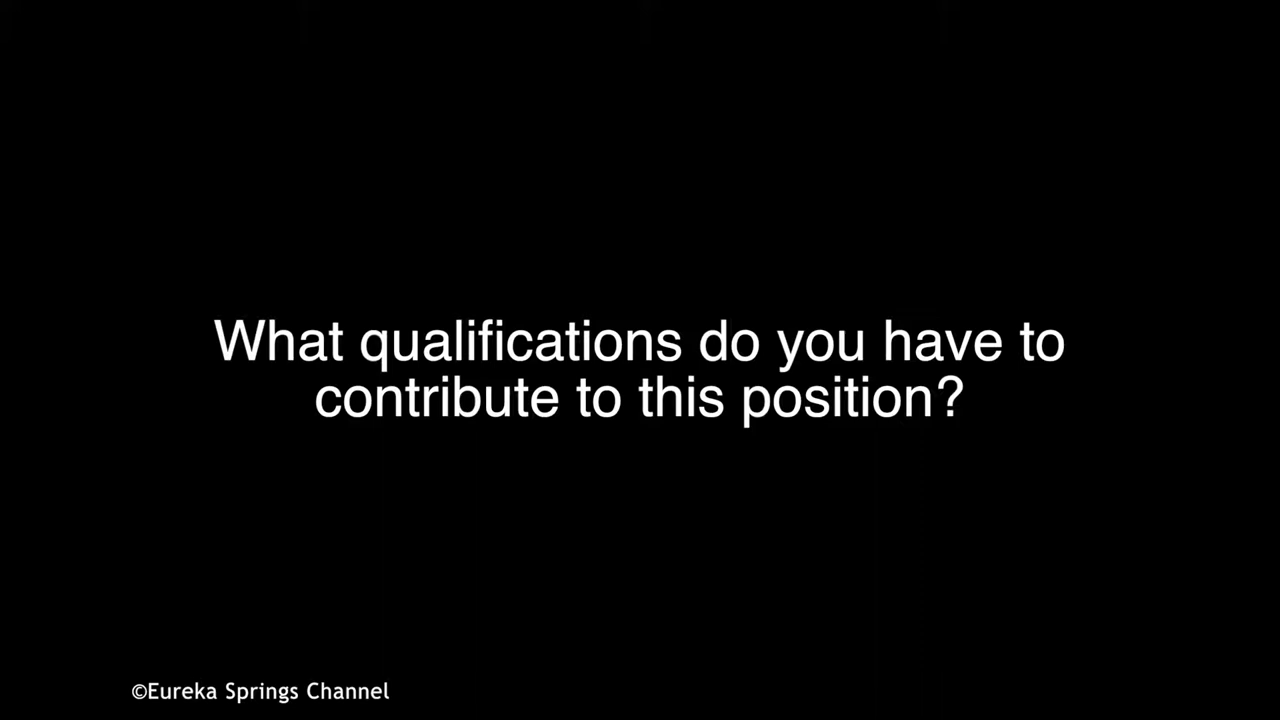 What qualifications do you have to
contribute to this position?
©Eureka Springs Channel